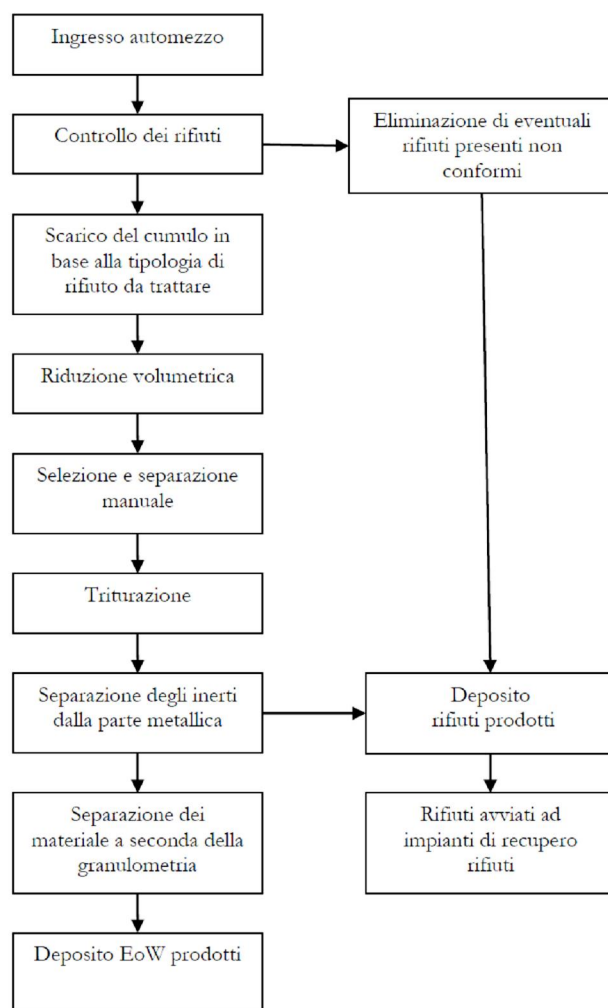 Ingresso automezzo
Controllo dei rifiuti
Eliminazione di eventuali
rifiuti presenti non
conformi
Scarico del cumulo in
base alla tipologia di
rifiuto da trattare
Riduzione volumetrica
Selezione e separazione
manuale
Triturazione
Separazione degli inerti
dalla parte metallica
Deposito
rifiuti prodotti
Separazione dei
materiale a seconda della
granulometria
Rifiuti avviati ad
impianti di recupero
rifiuti
Deposito EoW prodotti